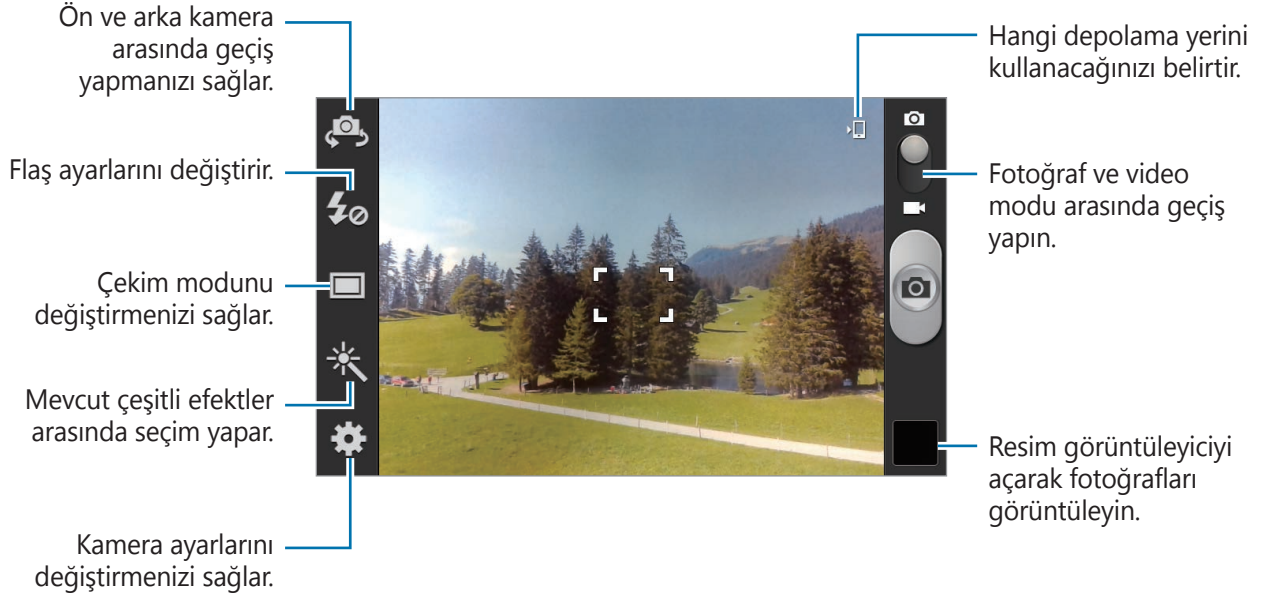 Ön ve arka kamera
arasında geçiş
yapmanızı sağlar.
Flaş ayarlarını değiştirir.
Çekim modunu
değiştirmenizi sağlar.
Mevcut çeşitli efektler
arasında seçim yapar.
Kamera ayarlarını
değiştirmenizi sağlar.
Hangi depolama yerini
kullanacağınızı belirtir.
Fotoğraf ve video
modu arasında geçiş
yapın.
Resim görüntüleyiciyi
açarak fotoğrafları
görüntüleyin.